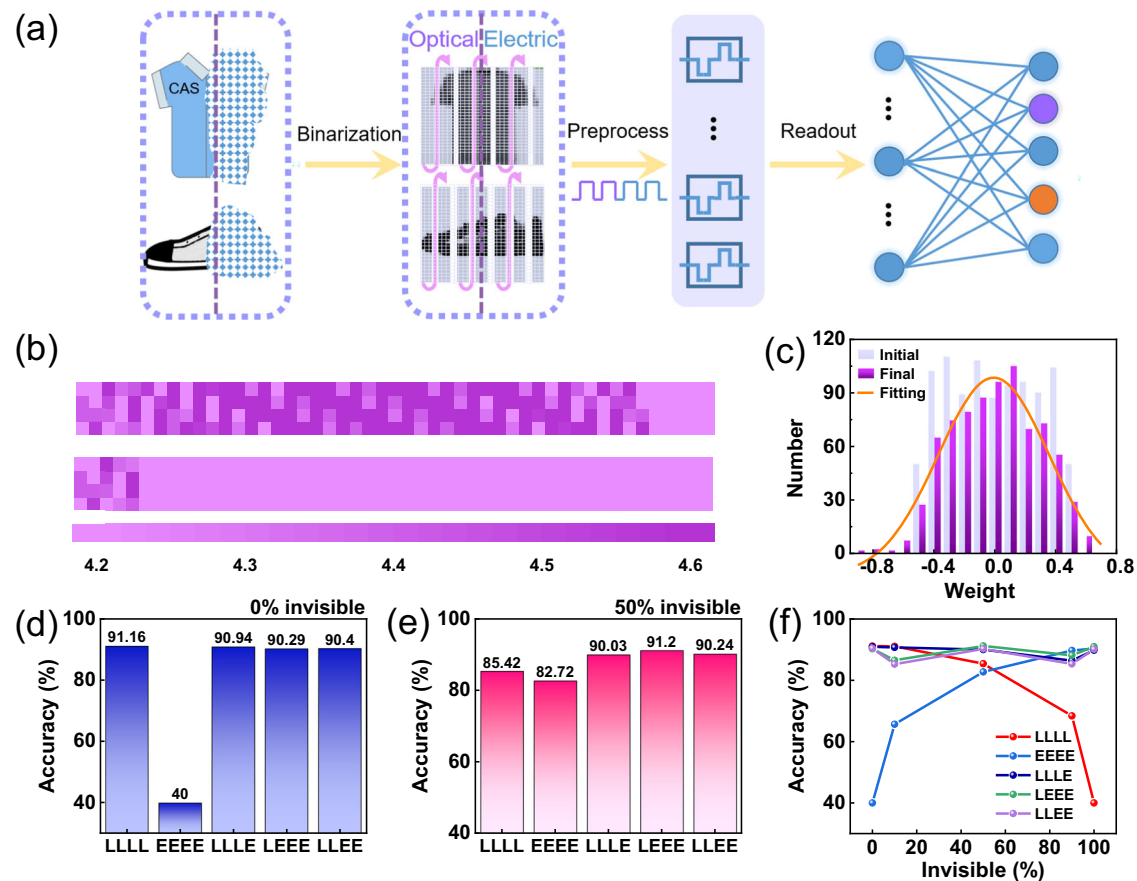 (a)
CAS
Binarization
Optical Electric
Preprocess
Readout
(b)
4.2 4.3 4.4 4.5 4.6
(c)
120
90
60
30
0
Number
Initial
Final
Fitting
-0.8 -0.4 0.0 0.4 0.8
Weight
(d)
0% invisible
100
80
60
40
Accuracy (%)
91.16 40 90.94 90.29 90.4
LLLL EEEE LLLE LEEE LLEE
(e)
50% invisible
100
80
60
40
Accuracy (%)
85.42 82.72 90.03 91.2 90.24
LLLL EEEE LLLE LEEE LLEE
(f)
100
80
60
40
Accuracy (%)
LLLL
EEEE
LLLE
LEEE
LLEE
0 20 40 60 80 100
Invisible (%)